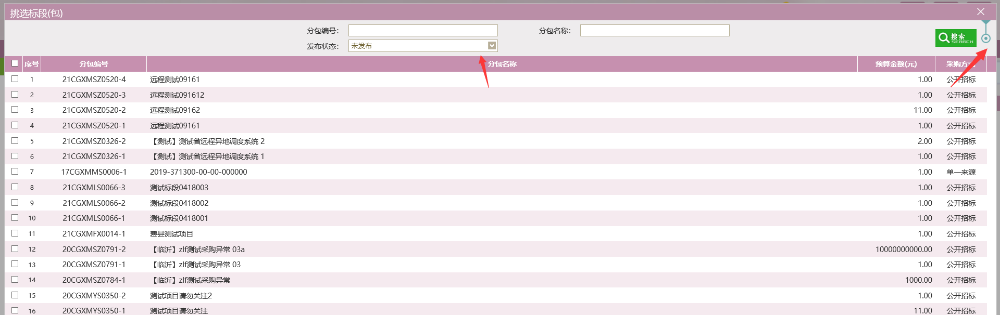 挑选标段(包)
分包编号： 分包名称：
发布状态： 未发布 搜索 SEARCH
序号 分包编号 分包名称 预算金额(元) 采购方式
1 21CGXMSZ0520-4 远程测试09161 1.00 公开招标
2 21CGXMSZ0520-3 远程测试091612 1.00 公开招标
3 21CGXMSZ0520-2 远程测试09162 11.00 公开招标
4 21CGXMSZ0520-1 远程测试09161 1.00 公开招标
5 21CGXMSZ0326-2 【测试】测试省远程异地调度系统 2 2.00 公开招标
6 21CGXMSZ0326-1 【测试】测试省远程异地调度系统 1 1.00 公开招标
7 17CGXMMS0006-1 2019-371300-00-00-000000 1.00 单一来源
8 21CGXMLS0066-3 测试标段0418003 1.00 公开招标
9 21CGXMLS0066-2 测试标段0418002 1.00 公开招标
10 21CGXMLS0066-1 测试标段0418001 1.00 公开招标
11 21CGXMFX0014-1 费县测试项目 1.00 公开招标
12 20CGXMSZ0791-2 【临沂】zlf测试采购异常 03a 10000000000.00 公开招标
13 20CGXMSZ0791-1 【临沂】zlf测试采购异常 03 1.00 公开招标
14 20CGXMSZ0784-1 【临沂】zlf测试采购异常 1000.00 公开招标
15 20CGXMYS0350-2 测试项目请勿关注2 1.00 公开招标
16 20CGXMYS0350-1 测试项目请勿关注 11.00 公开招标